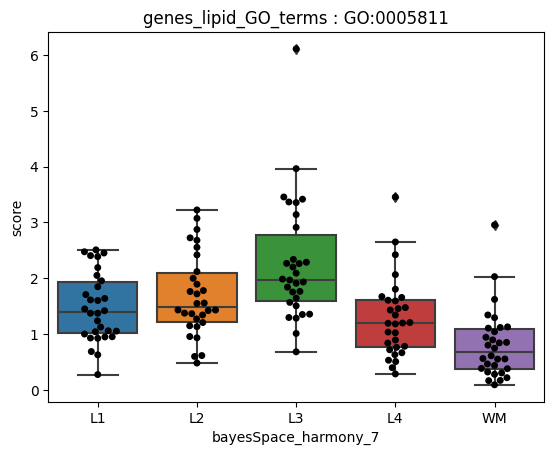 genes_lipid_GO_terms : GO:0005811
6
5
4
3
2
1
0
score
L1 L2 L3 L4 WM
bayesSpace_harmony_7